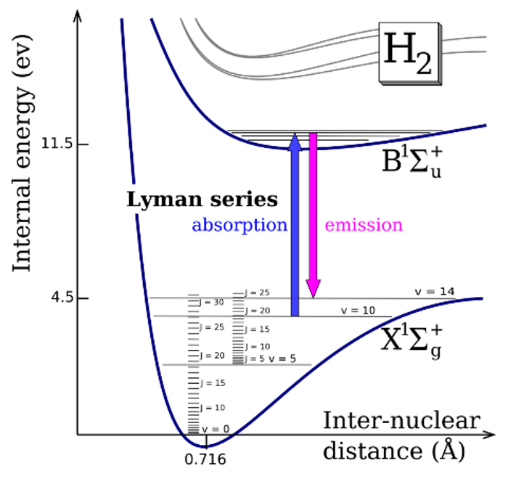 Internal energy (ev)
H2
11.5
B¹Σu⁺
Lyman series
absorption
emission
4.5
v = 14
J = 25
J = 30
J = 20
v = 10
J = 25
J = 15
X¹Σg⁺
J = 10
J = 20
J = 5 v = 5
J = 15
J = 10
v = 0
Inter-nuclear
distance (Å)
0.716